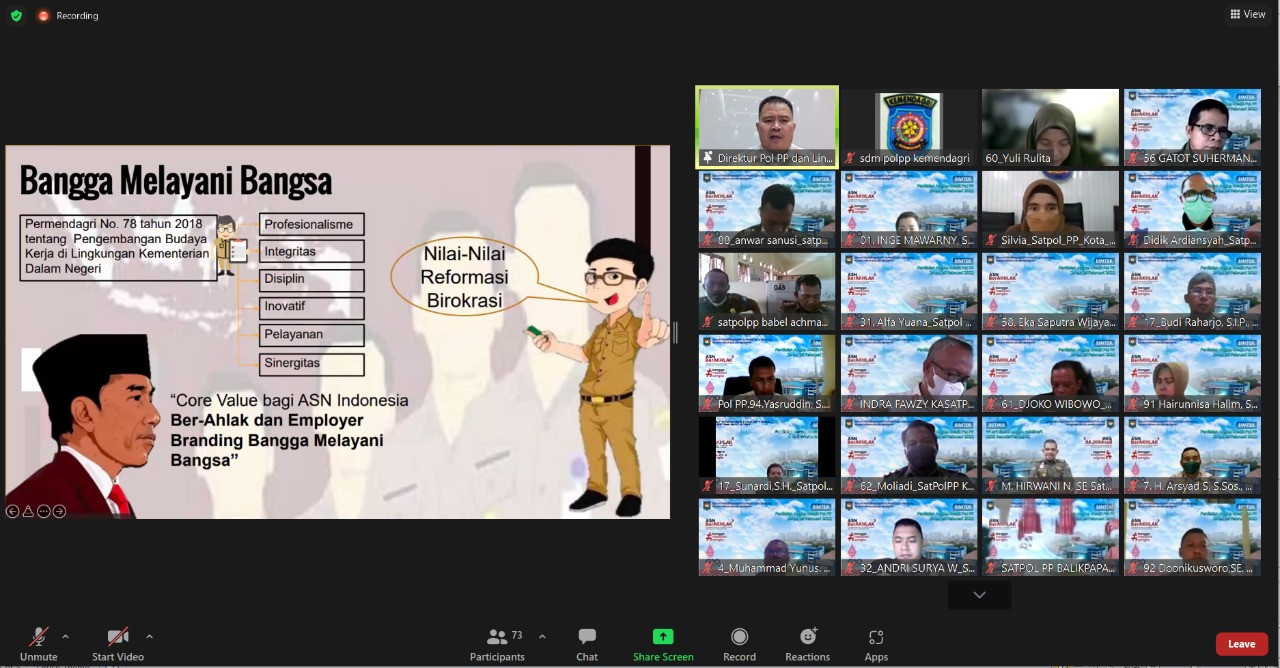 Recording
View
Bangga Melayani Bangsa
Permendagri No. 78 tahun 2018
tentang Pengembangan Budaya
Kerja di Lingkungan Kementerian
Dalam Negeri
Profesionalisme
Integritas
Disiplin
Inovatif
Pelayanan
Sinergitas
Nilai-Nilai
Reformasi
Birokrasi
“Core Value bagi ASN Indonesia
Ber-Ahlak dan Employer
Branding Bangga Melayani
Bangsa”
KEMENDAGRI
Direktur Pol PP dan Lin...
sdm polpp kemendagri
60_Yuli Rulita
56 GATOT SUHERMAN...
88_anwar sanusi_satp...
01. INGE MAWARNY, S...
Silvia_Satpol_PP_Kota_...
Didik Ardiansyah_Satp...
048
satpolpp babel achma...
31. Alfa Yuana_Satpol ...
58. Eka Saputra Wijaya...
17_Budi Raharjo, S.I.P., ...
Pol PP.94.Yasruddin, S...
INDRA FAWZY KASATP...
61_DJOKO WIBOWO_...
91 Hairunnisa Halim, S...
17_Sunardi,S.H._Satpol...
62_Moliadi_SatPolPP K...
M. HIRWANI N, SE Sat...
7. H. Arsyad S, S.Sos., ...
4_Muhammad Yunus. ...
32_ANDRI SURYA W_S...
SATPOL PP BALIKPAPA...
92 Doonikusworo,SE. ...
Unmute
Start Video
73
Participants
Chat
Share Screen
Record
Reactions
Apps
Leave